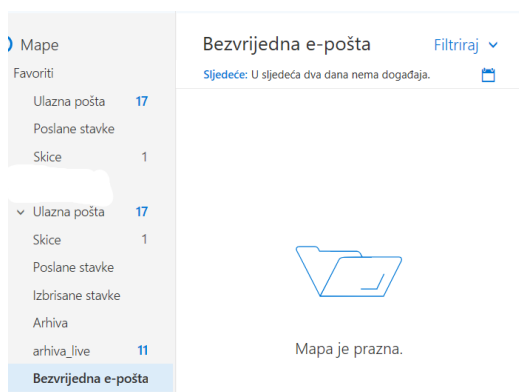 Mape
Favoriti
Ulazna pošta 17
Poslane stavke
Skice 1
Ulazna pošta 17
Skice 1
Poslane stavke
Izbrisane stavke
Arhiva
arhiva_live 11
Bezvrijedna e-pošta
Bezvrijedna e-pošta Filtriraj
Sljedeće: U sljedeća dva dana nema događaja.
Mapa je prazna.